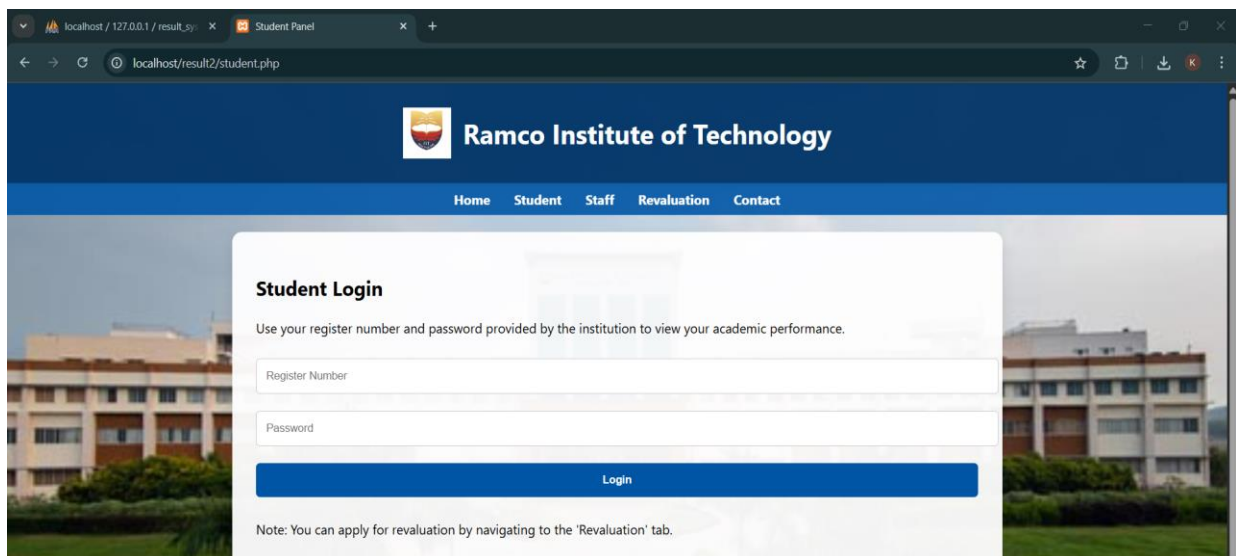 localhost / 127.0.0.1 / result_sy
Student Panel
localhost/result2/student.php
K
Ramco Institute of Technology
Home Student Staff Revaluation Contact
Student Login
Use your register number and password provided by the institution to view your academic performance.
Register Number
Password
Login
Note: You can apply for revaluation by navigating to the 'Revaluation' tab.